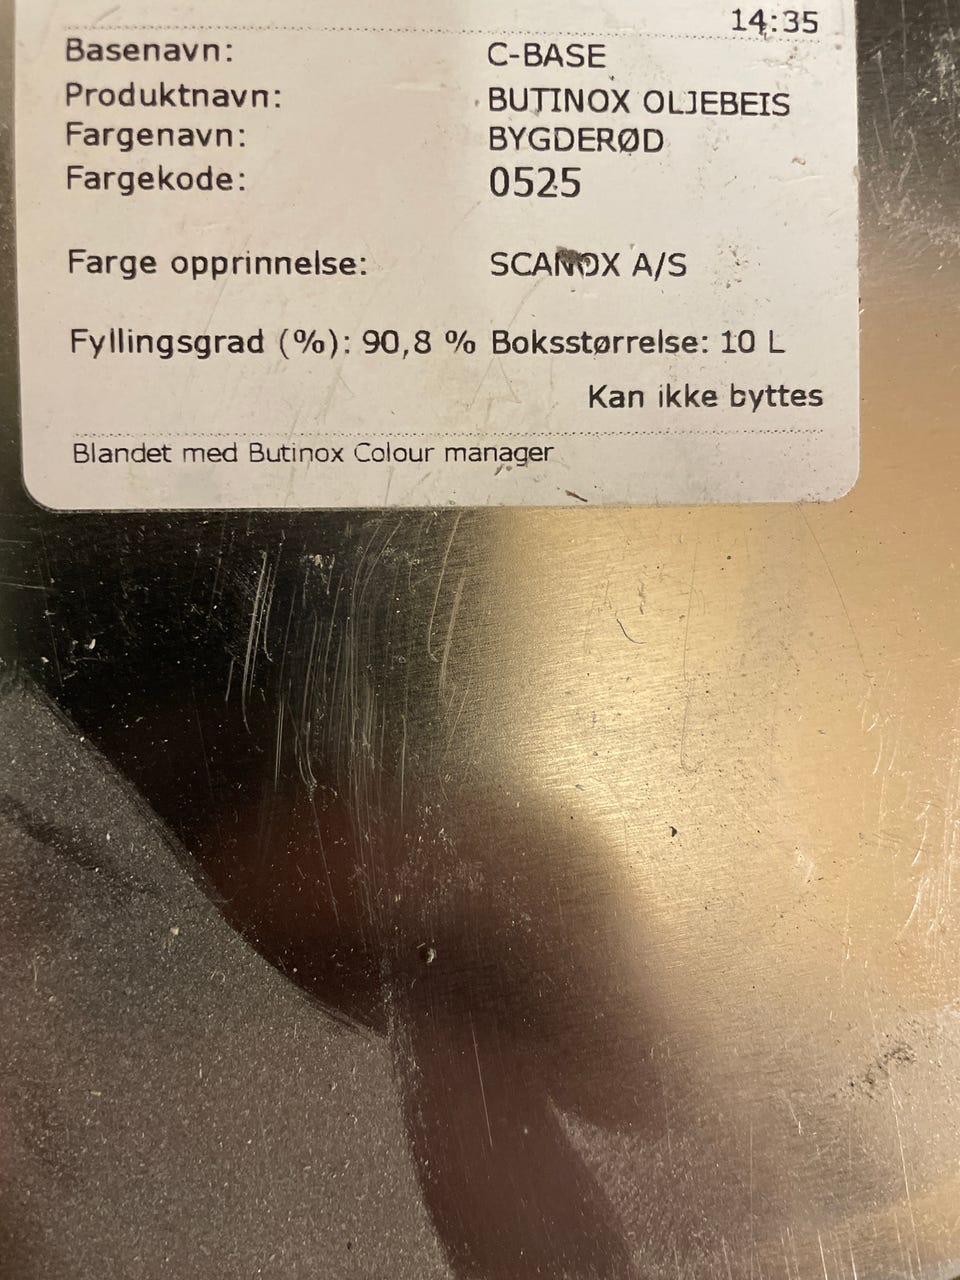 14:35
Basenavn: C-BASE
Produktnavn: BUTINOX OLJEBEIS
Fargenavn: BYGDERØD
Fargekode: 0525
Farge opprinnelse: SCANOX A/S
Fyllingsgrad (%): 90,8 % Boksstørrelse: 10 L
Kan ikke byttes
Blandet med Butinox Colour manager